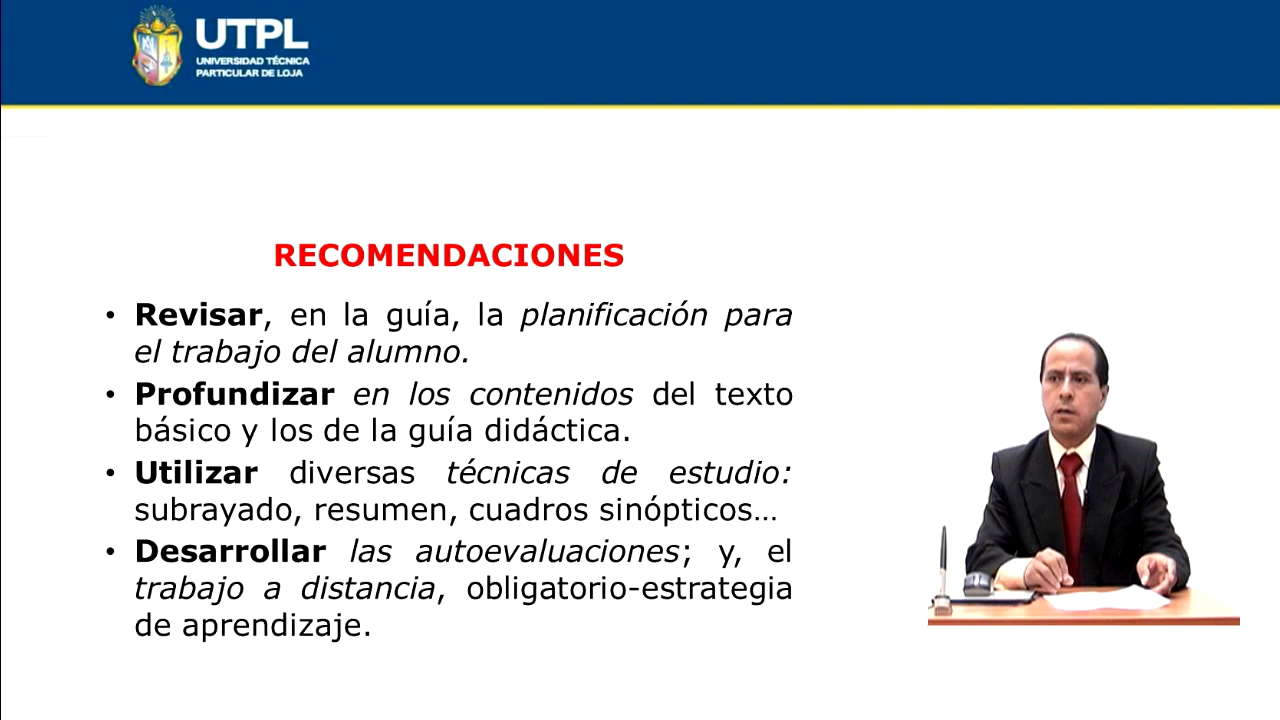 UTPL
UNIVERSIDAD TÉCNICA
PARTICULAR DE LOJA
RECOMENDACIONES
• Revisar, en la guía, la planificación para
el trabajo del alumno.
• Profundizar en los contenidos del texto
básico y los de la guía didáctica.
• Utilizar diversas técnicas de estudio:
subrayado, resumen, cuadros sinópticos…
• Desarrollar las autoevaluaciones; y, el
trabajo a distancia, obligatorio-estrategia
de aprendizaje.